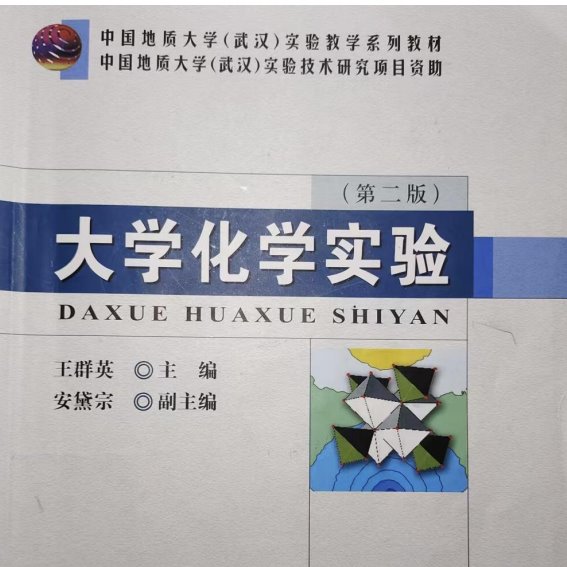 中国地质大学(武汉)实验教学系列教材
中国地质大学(武汉)实验技术研究项目资助
(第二版)
大学化学实验
DAXUE HUAXUE SHIYAN
王群英 ◎主 编
安黛宗 ◎副主编